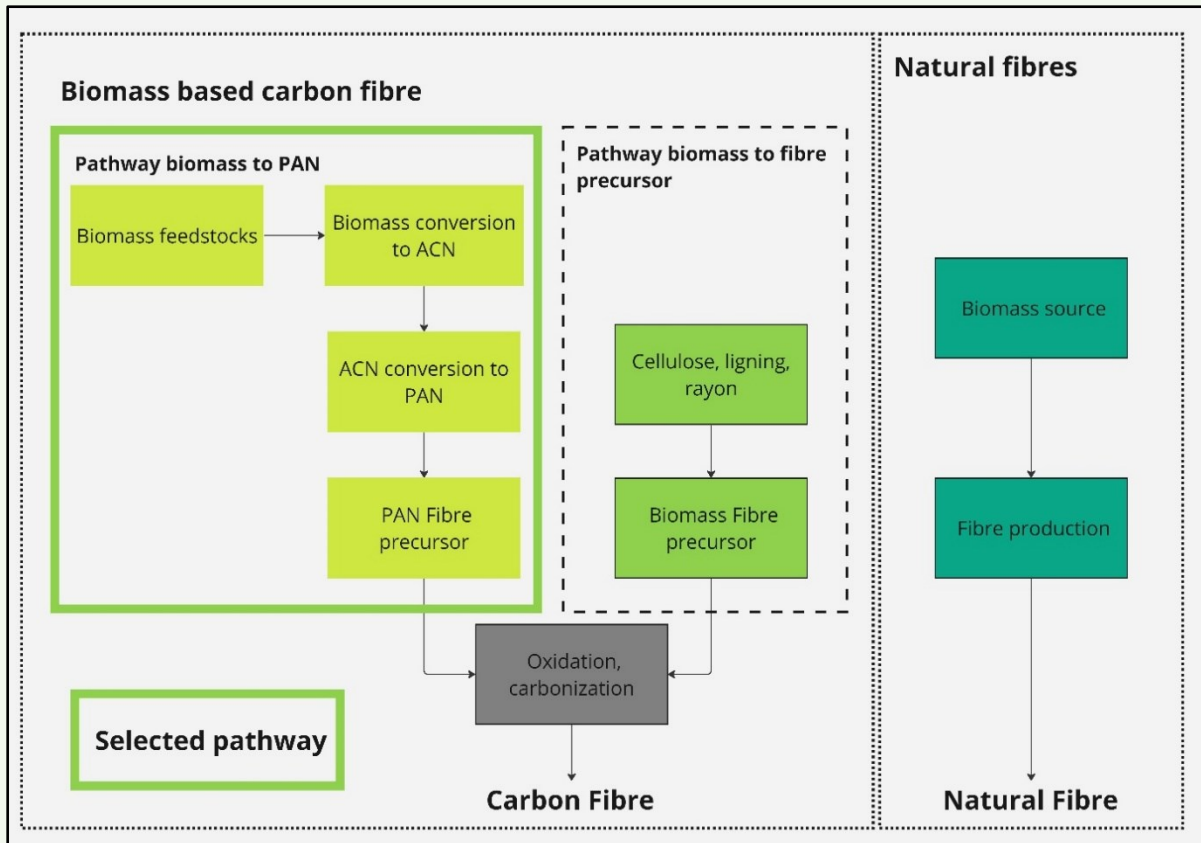 Biomass based carbon fibre
Pathway biomass to PAN
Biomass feedstocks
Biomass conversion
to ACN
ACN conversion to
PAN
PAN Fibre
precursor
Pathway biomass to fibre
precursor
Cellulose, ligning,
rayon
Biomass Fibre
precursor
Oxidation,
carbonization
Selected pathway
Carbon Fibre
Natural fibres
Biomass source
Fibre production
Natural Fibre